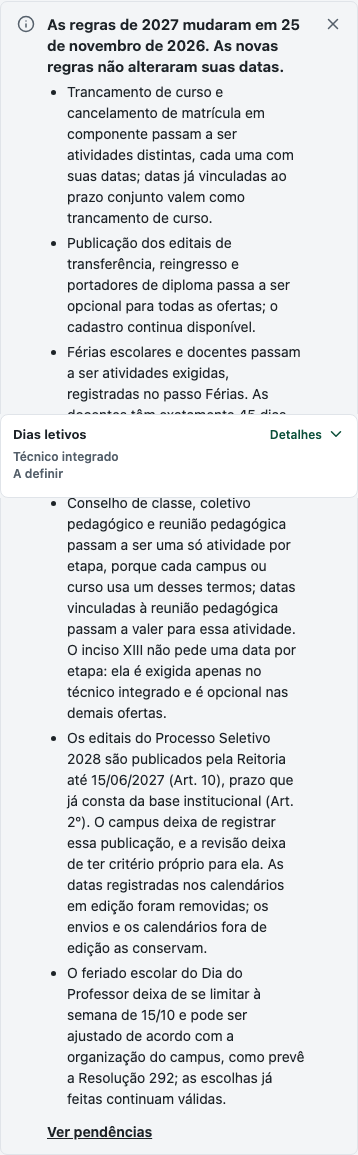 As regras de 2027 mudaram em 25
de novembro de 2026. As novas
regras não alteraram suas datas.
• Trancamento de curso e
cancelamento de matrícula em
componente passam a ser
atividades distintas, cada uma com
suas datas; datas já vinculadas ao
prazo conjunto valem como
trancamento de curso.
• Publicação dos editais de
transferência, reingresso e
portadores de diploma passa a ser
opcional para todas as ofertas; o
cadastro continua disponível.
• Férias escolares e docentes passam
a ser atividades exigidas,
registradas no passo Férias. As
docentes têm exatamente 45 dias
Dias letivos
Detalhes
Técnico integrado
A definir
• Conselho de classe, coletivo
pedagógico e reunião pedagógica
passam a ser uma só atividade por
etapa, porque cada campus ou
curso usa um desses termos; datas
vinculadas à reunião pedagógica
passam a valer para essa atividade.
O inciso XIII não pede uma data por
etapa: ela é exigida apenas no
técnico integrado e é opcional nas
demais ofertas.
• Os editais do Processo Seletivo
2028 são publicados pela Reitoria
até 15/06/2027 (Art. 10), prazo que
já consta da base institucional (Art.
2°). O campus deixa de registrar
essa publicação, e a revisão deixa
de ter critério próprio para ela. As
datas registradas nos calendários
em edição foram removidas; os
envios e os calendários fora de
edição as conservam.
• O feriado escolar do Dia do
Professor deixa de se limitar à
semana de 15/10 e pode ser
ajustado de acordo com a
organização do campus, como prevê
a Resolução 292; as escolhas já
feitas continuam válidas.
Ver pendências